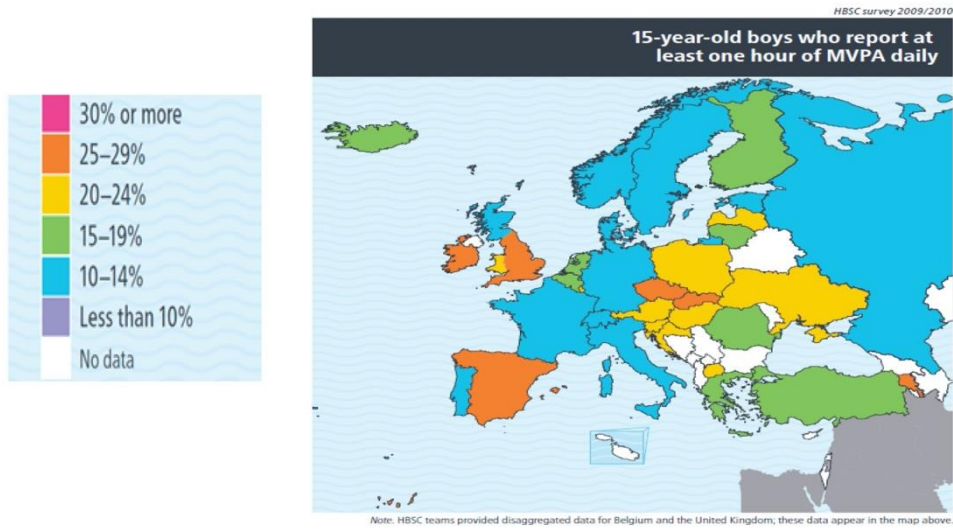 HBSC survey 2009/2010
15-year-old boys who report at
least one hour of MVPA daily
30% or more
25–29%
20–24%
15–19%
10–14%
Less than 10%
No data
Note. HBSC teams provided disaggregated data for Belgium and the United Kingdom; these data appear in the map above.